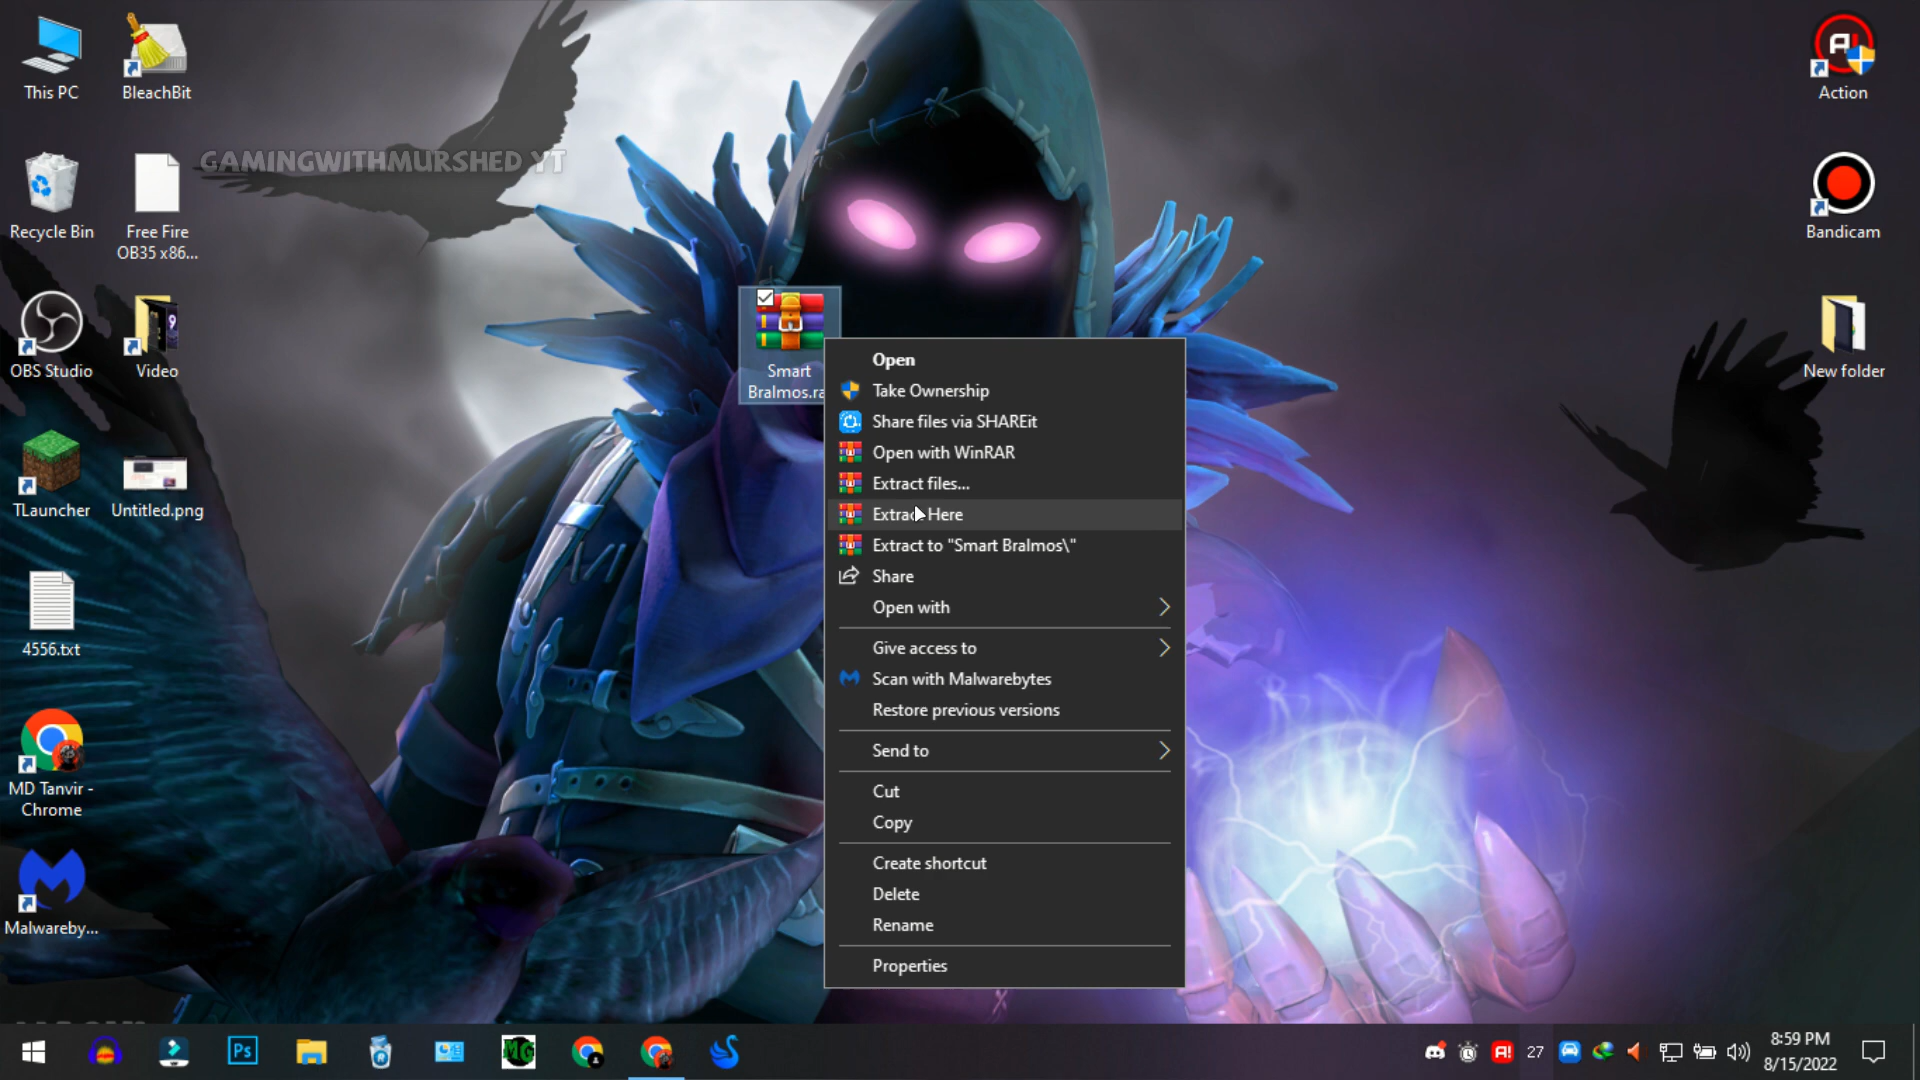 This PC
BleachBit
Action
GAMINGWITHMURSHED YT
Recycle Bin
Free Fire
OB35 x86...
Bandicam
OBS Studio
Video
Smart
Bralmos.ra
New folder
TLauncher
Untitled.png
4556.txt
MD Tanvir -
Chrome
Malwareby...
Open
Take Ownership
Share files via SHAREit
Open with WinRAR
Extract files...
Extract Here
Extract to "Smart Bralmos\"
Share
Open with
Give access to
Scan with Malwarebytes
Restore previous versions
Send to
Cut
Copy
Create shortcut
Delete
Rename
Properties
Ps
MG
A!
27
8:59 PM
8/15/2022